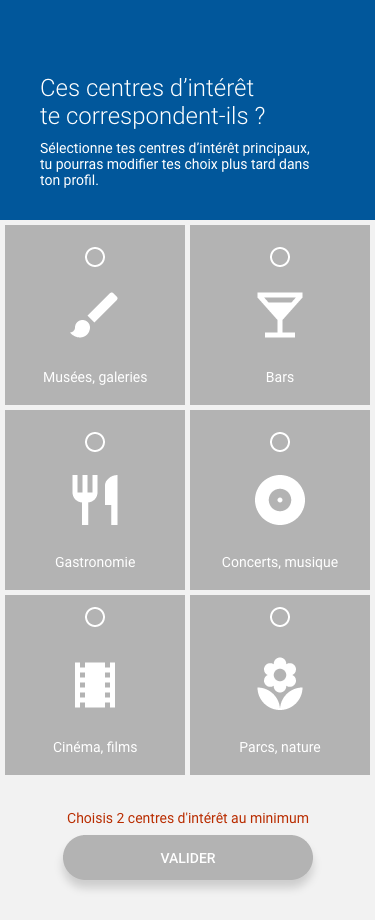 Ces centres d’intérêt
te correspondent-ils ?
Sélectionne tes centres d’intérêt principaux,
tu pourras modifier tes choix plus tard dans
ton profil.
Musées, galeries
Bars
Gastronomie
Concerts, musique
Cinéma, films
Parcs, nature
Choisis 2 centres d’intérêt au minimum
VALIDER